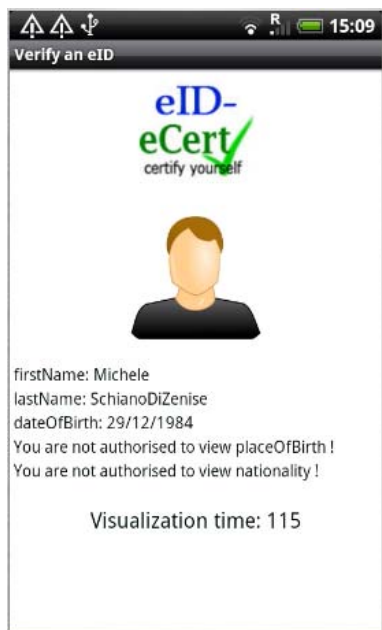 R 15:09
Verify an eID
eID-
eCert
certify yourself
firstName: Michele
lastName: SchianoDiZenise
dateOfBirth: 29/12/1984
You are not authorised to view placeOfBirth !
You are not authorised to view nationality !
Visualization time: 115